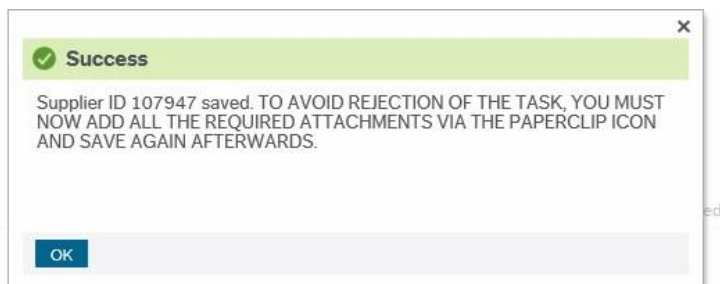 Success
Supplier ID 107947 saved. TO AVOID REJECTION OF THE TASK, YOU MUST
NOW ADD ALL THE REQUIRED ATTACHMENTS VIA THE PAPERCLIP ICON
AND SAVE AGAIN AFTERWARDS.
ed
OK